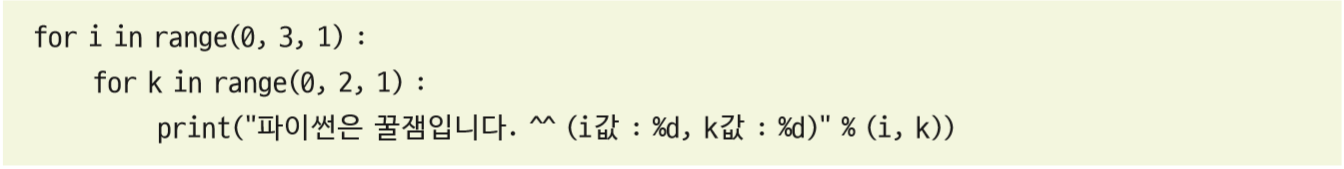 for i in range(0, 3, 1) :
    for k in range(0, 2, 1) :
        print("파이썬은 꿀잼입니다. ^^ (i값 : %d, k값 : %d)" % (i, k))